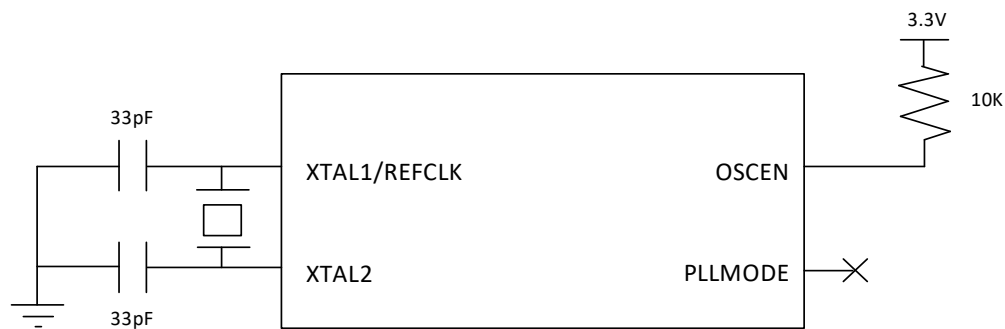 3.3V
10K
33pF
XTAL1/REFCLK
OSCEN
XTAL2
PLLMODE
33pF